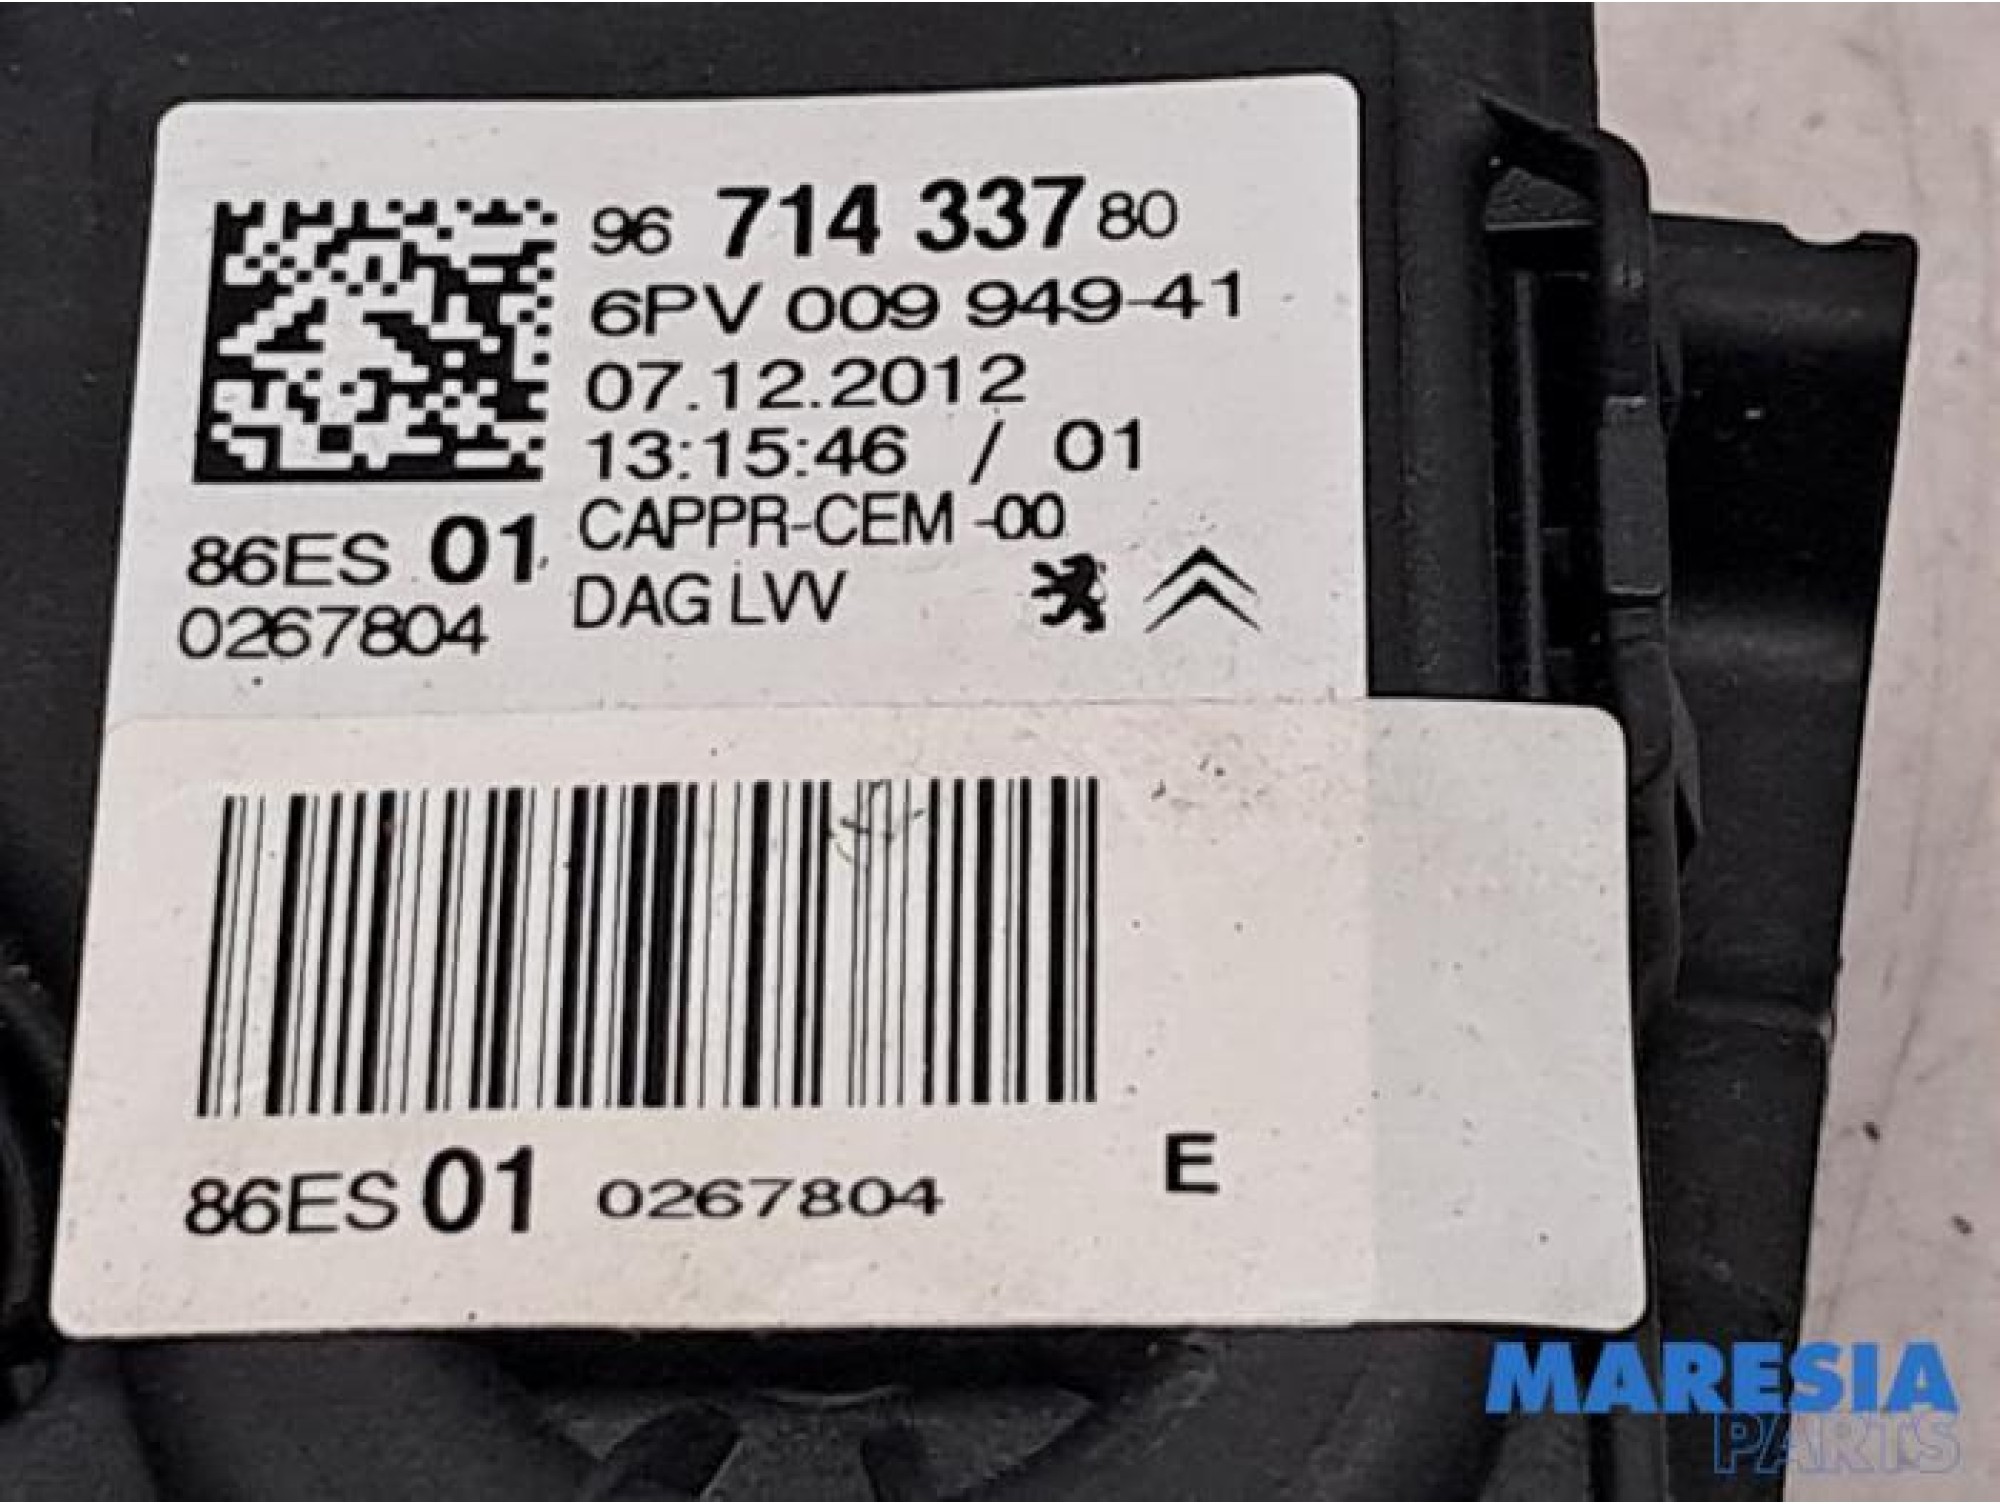 96 714 337 80
6PV 009 949-41
07.12.2012
13:15:46 / 01
CAPPR-CEM -00
86ES 01
DAG LVV
0267804
86ES 01 0267804
E
MARESIA
PARTS